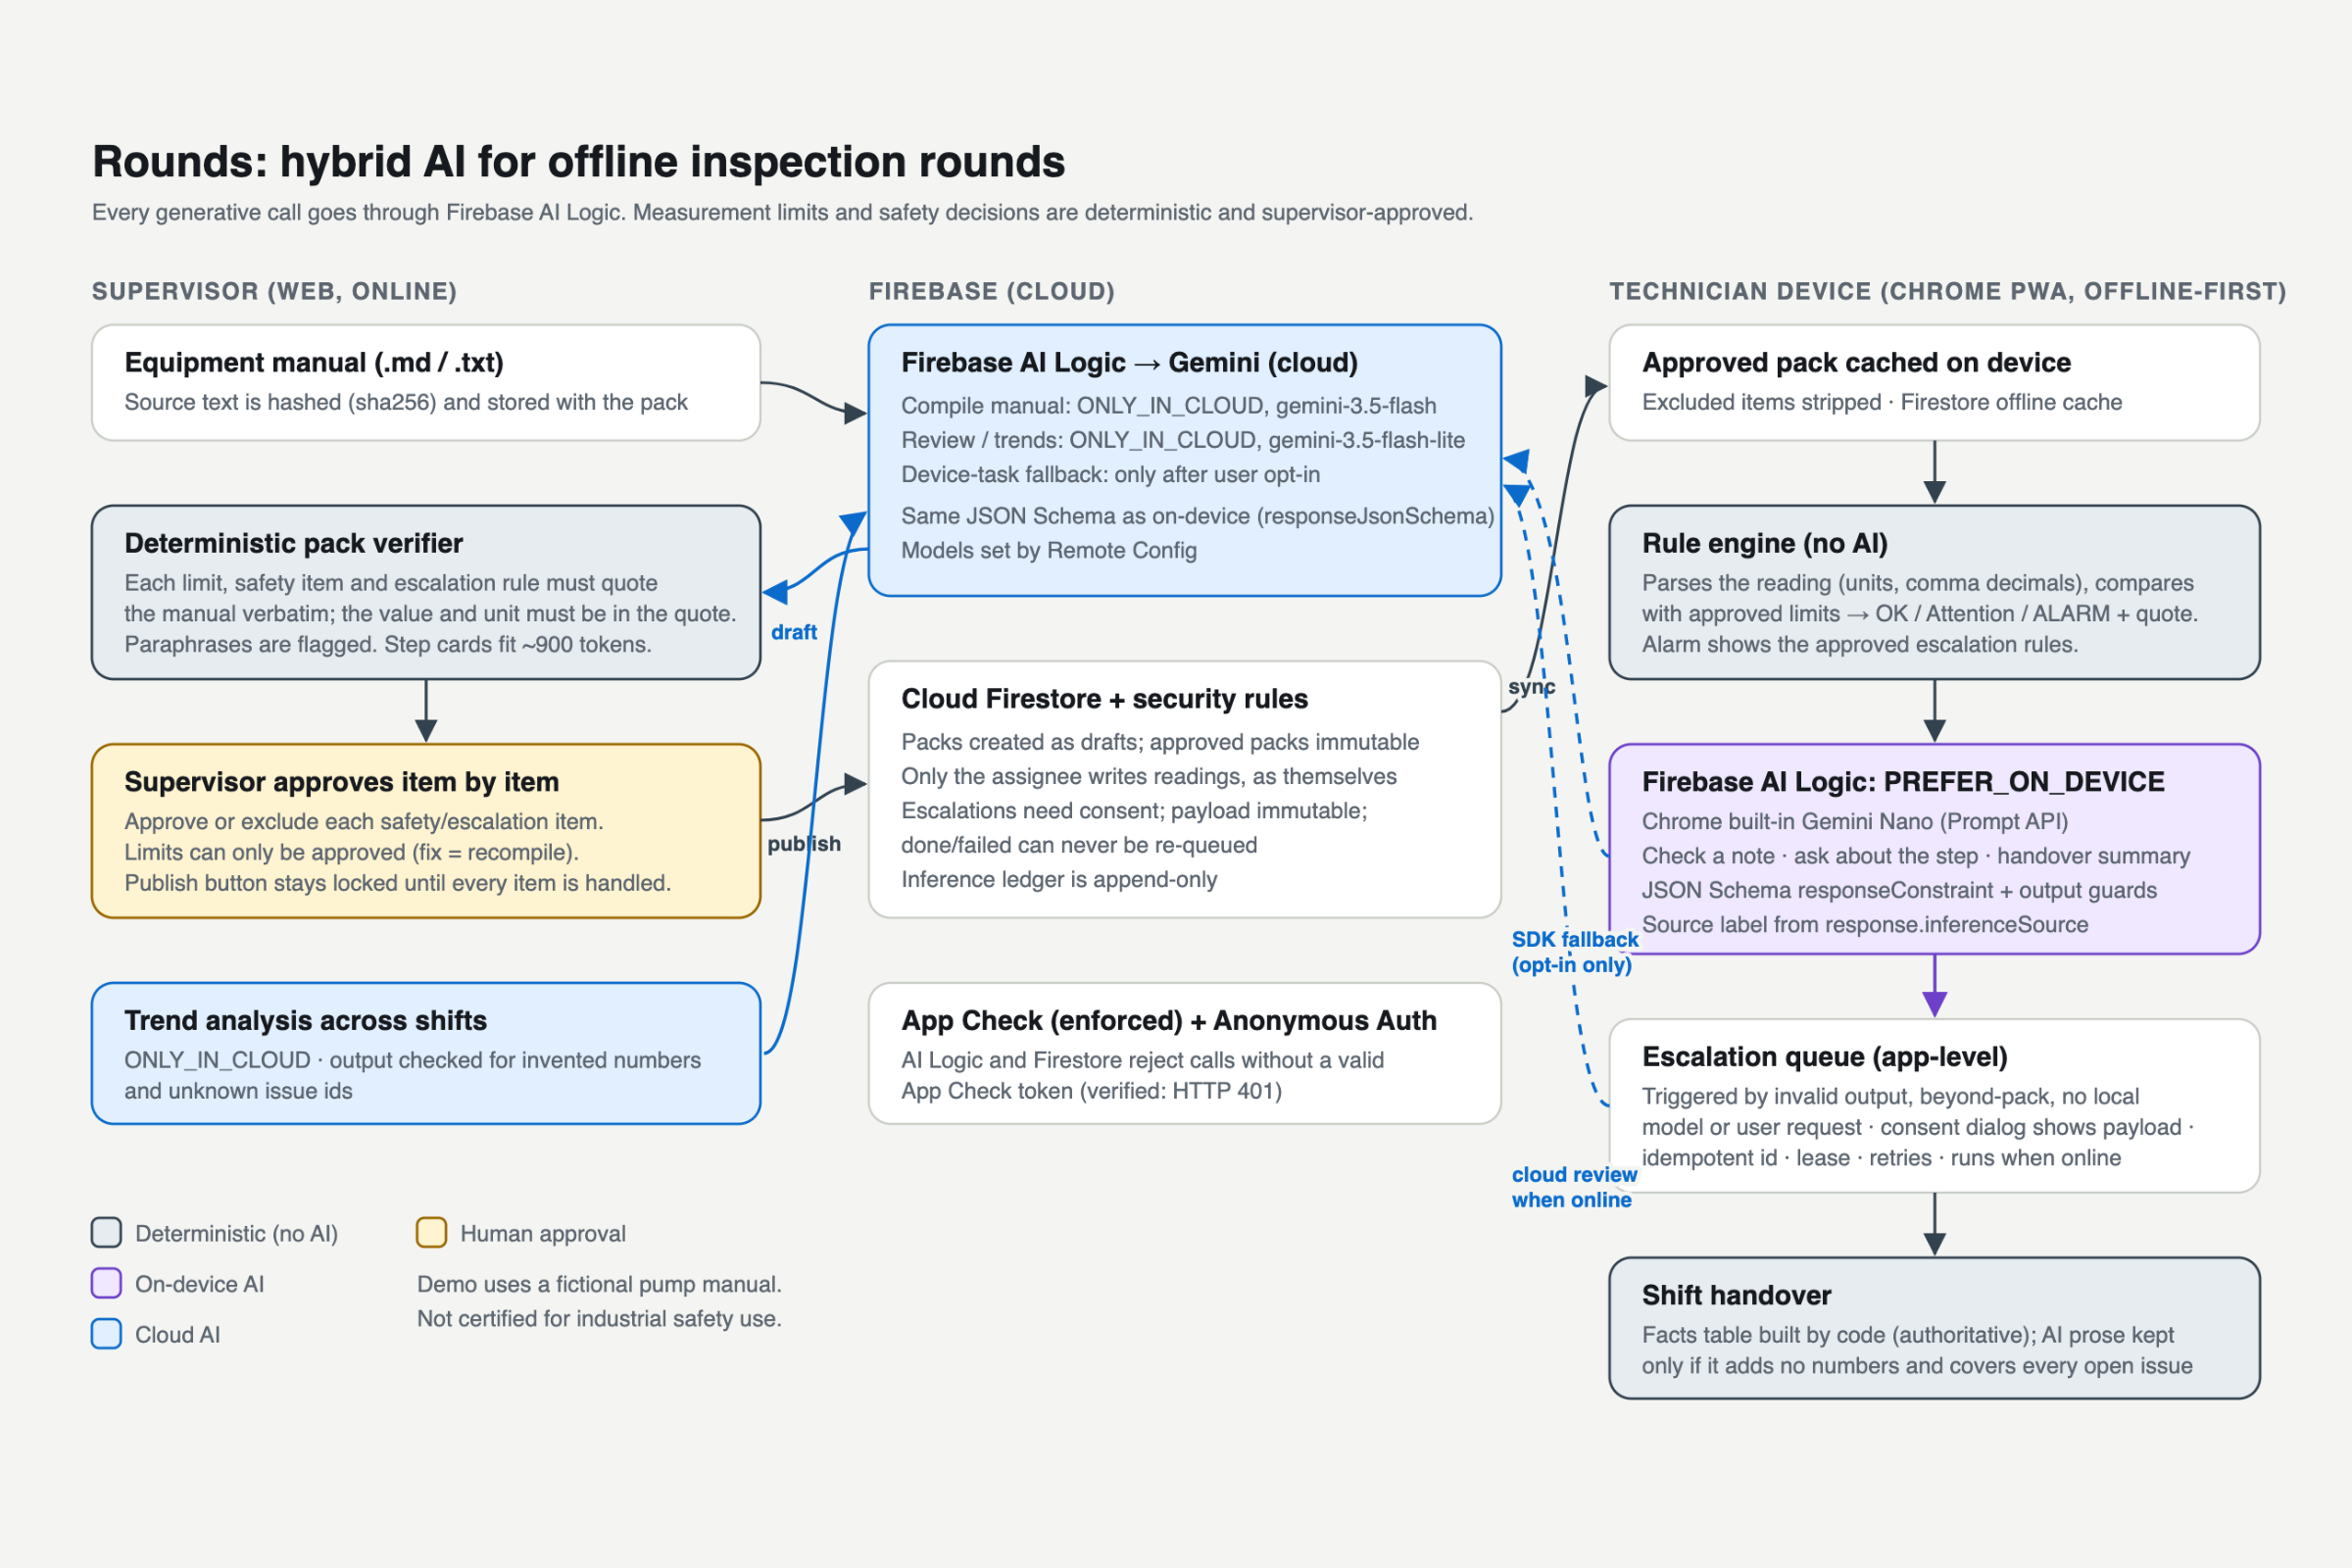 Rounds: hybrid AI for offline inspection rounds
Every generative call goes through Firebase AI Logic. Measurement limits and safety decisions are deterministic and supervisor-approved.
SUPERVISOR (WEB, ONLINE)
Equipment manual (.md / .txt)
Source text is hashed (sha256) and stored with the pack
Deterministic pack verifier
Each limit, safety item and escalation rule must quote
the manual verbatim; the value and unit must be in the quote.
Paraphrases are flagged. Step cards fit ~900 tokens.
draft
Supervisor approves item by item
Approve or exclude each safety/escalation item.
Limits can only be approved (fix = recompile).
Publish button stays locked until every item is handled.
publish
Trend analysis across shifts
ONLY_IN_CLOUD · output checked for invented numbers
and unknown issue ids
FIREBASE (CLOUD)
Firebase AI Logic → Gemini (cloud)
Compile manual: ONLY_IN_CLOUD, gemini-3.5-flash
Review / trends: ONLY_IN_CLOUD, gemini-3.5-flash-lite
Device-task fallback: only after user opt-in
Same JSON Schema as on-device (responseJsonSchema)
Models set by Remote Config
Cloud Firestore + security rules
Packs created as drafts; approved packs immutable
Only the assignee writes readings, as themselves
Escalations need consent; payload immutable;
done/failed can never be re-queued
Inference ledger is append-only
sync
App Check (enforced) + Anonymous Auth
AI Logic and Firestore reject calls without a valid
App Check token (verified: HTTP 401)
TECHNICIAN DEVICE (CHROME PWA, OFFLINE-FIRST)
Approved pack cached on device
Excluded items stripped · Firestore offline cache
Rule engine (no AI)
Parses the reading (units, comma decimals), compares
with approved limits → OK / Attention / ALARM + quote.
Alarm shows the approved escalation rules.
Firebase AI Logic: PREFER_ON_DEVICE
Chrome built-in Gemini Nano (Prompt API)
Check a note · ask about the step · handover summary
JSON Schema responseConstraint + output guards
Source label from response.inferenceSource
SDK fallback
(opt-in only)
Escalation queue (app-level)
Triggered by invalid output, beyond-pack, no local
model or user request · consent dialog shows payload ·
idempotent id · lease · retries · runs when online
cloud review
when online
Shift handover
Facts table built by code (authoritative); AI prose kept
only if it adds no numbers and covers every open issue
Deterministic (no AI)
On-device AI
Cloud AI
Human approval
Demo uses a fictional pump manual.
Not certified for industrial safety use.